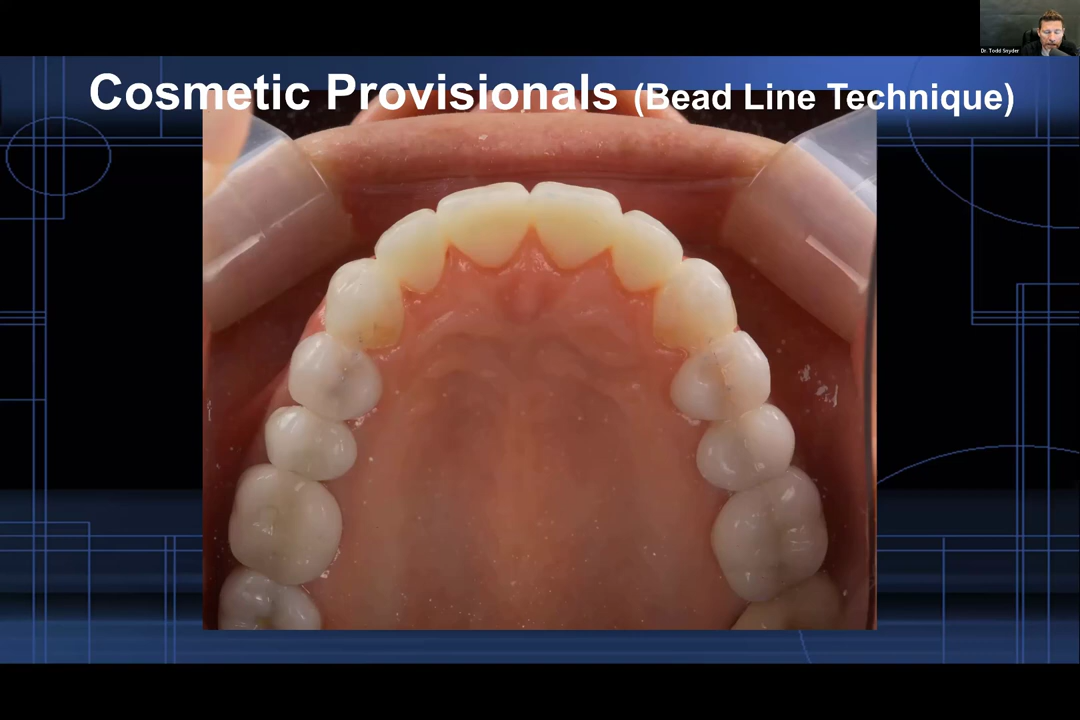 Dr. Todd Snyder
Cosmetic Provisionals (Bead Line Technique)